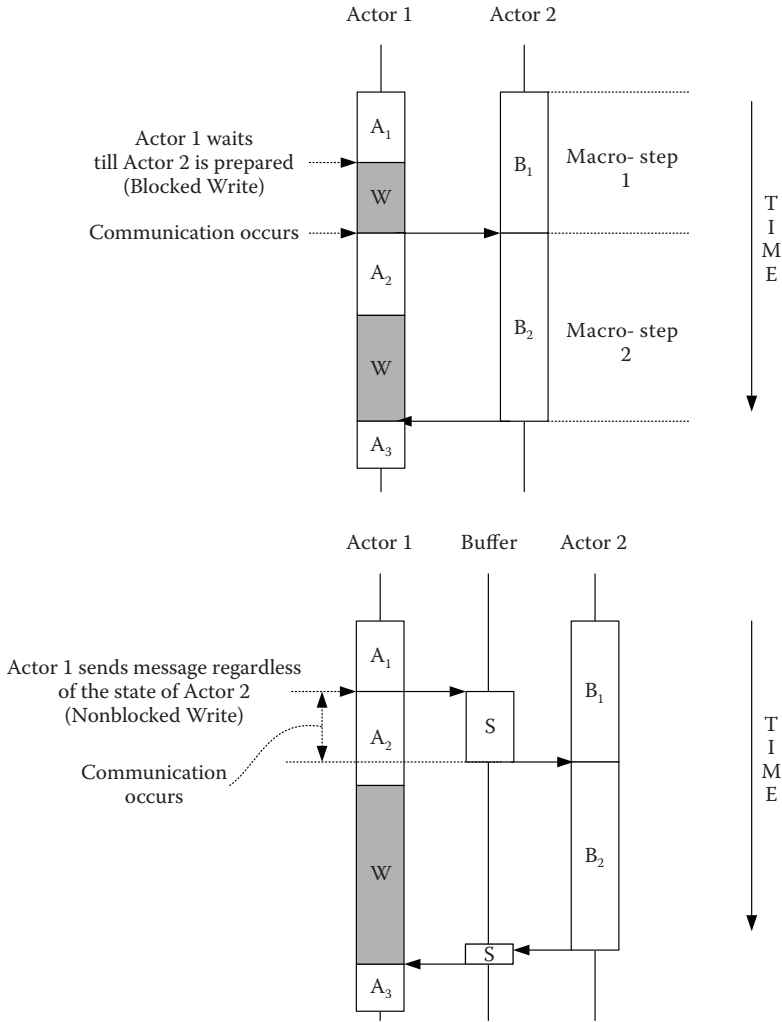 Actor 1 Actor 2
A₁
Actor 1 waits
till Actor 2 is prepared
(Blocked Write)
B₁
Macro- step
1
W
Communication occurs
A₂
B₂
Macro- step
2
W
A₃
T
I
M
E
Actor 1 Buffer Actor 2
A₁
Actor 1 sends message regardless
of the state of Actor 2
(Nonblocked Write)
B₁
S
A₂
Communication
occurs
W
B₂
S
A₃
T
I
M
E